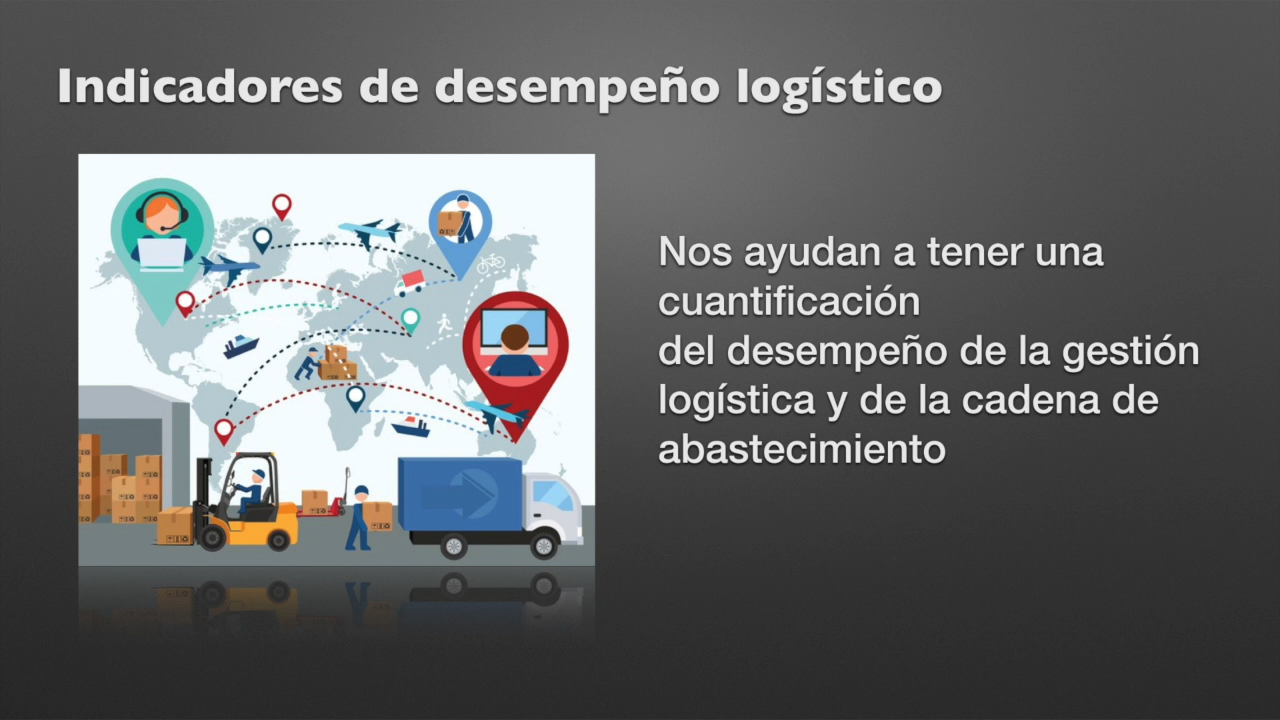 Indicadores de desempeño logístico
Nos ayudan a tener una
cuantificación
del desempeño de la gestión
logística y de la cadena de
abastecimiento